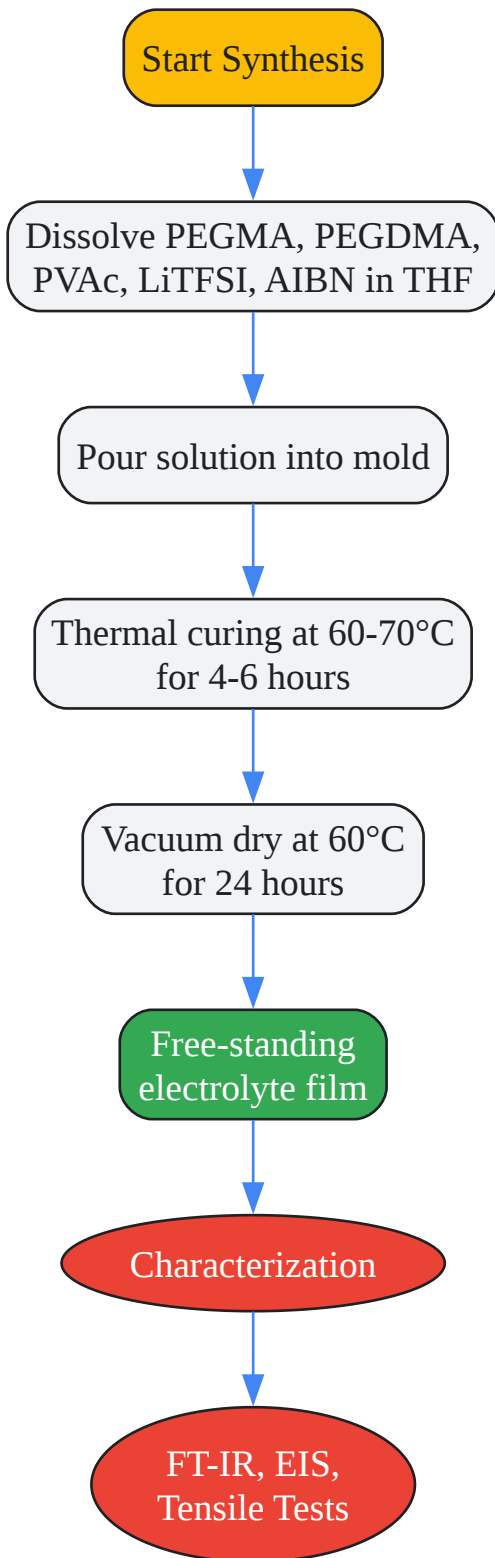 Start Synthesis
Dissolve PEGMA, PEGDMA,
PVAc, LiTFSI, AIBN in THF
Pour solution into mold
Thermal curing at 60-70°C
for 4-6 hours
Vacuum dry at 60°C
for 24 hours
Free-standing
electrolyte film
Characterization
FT-IR, EIS,
Tensile Tests